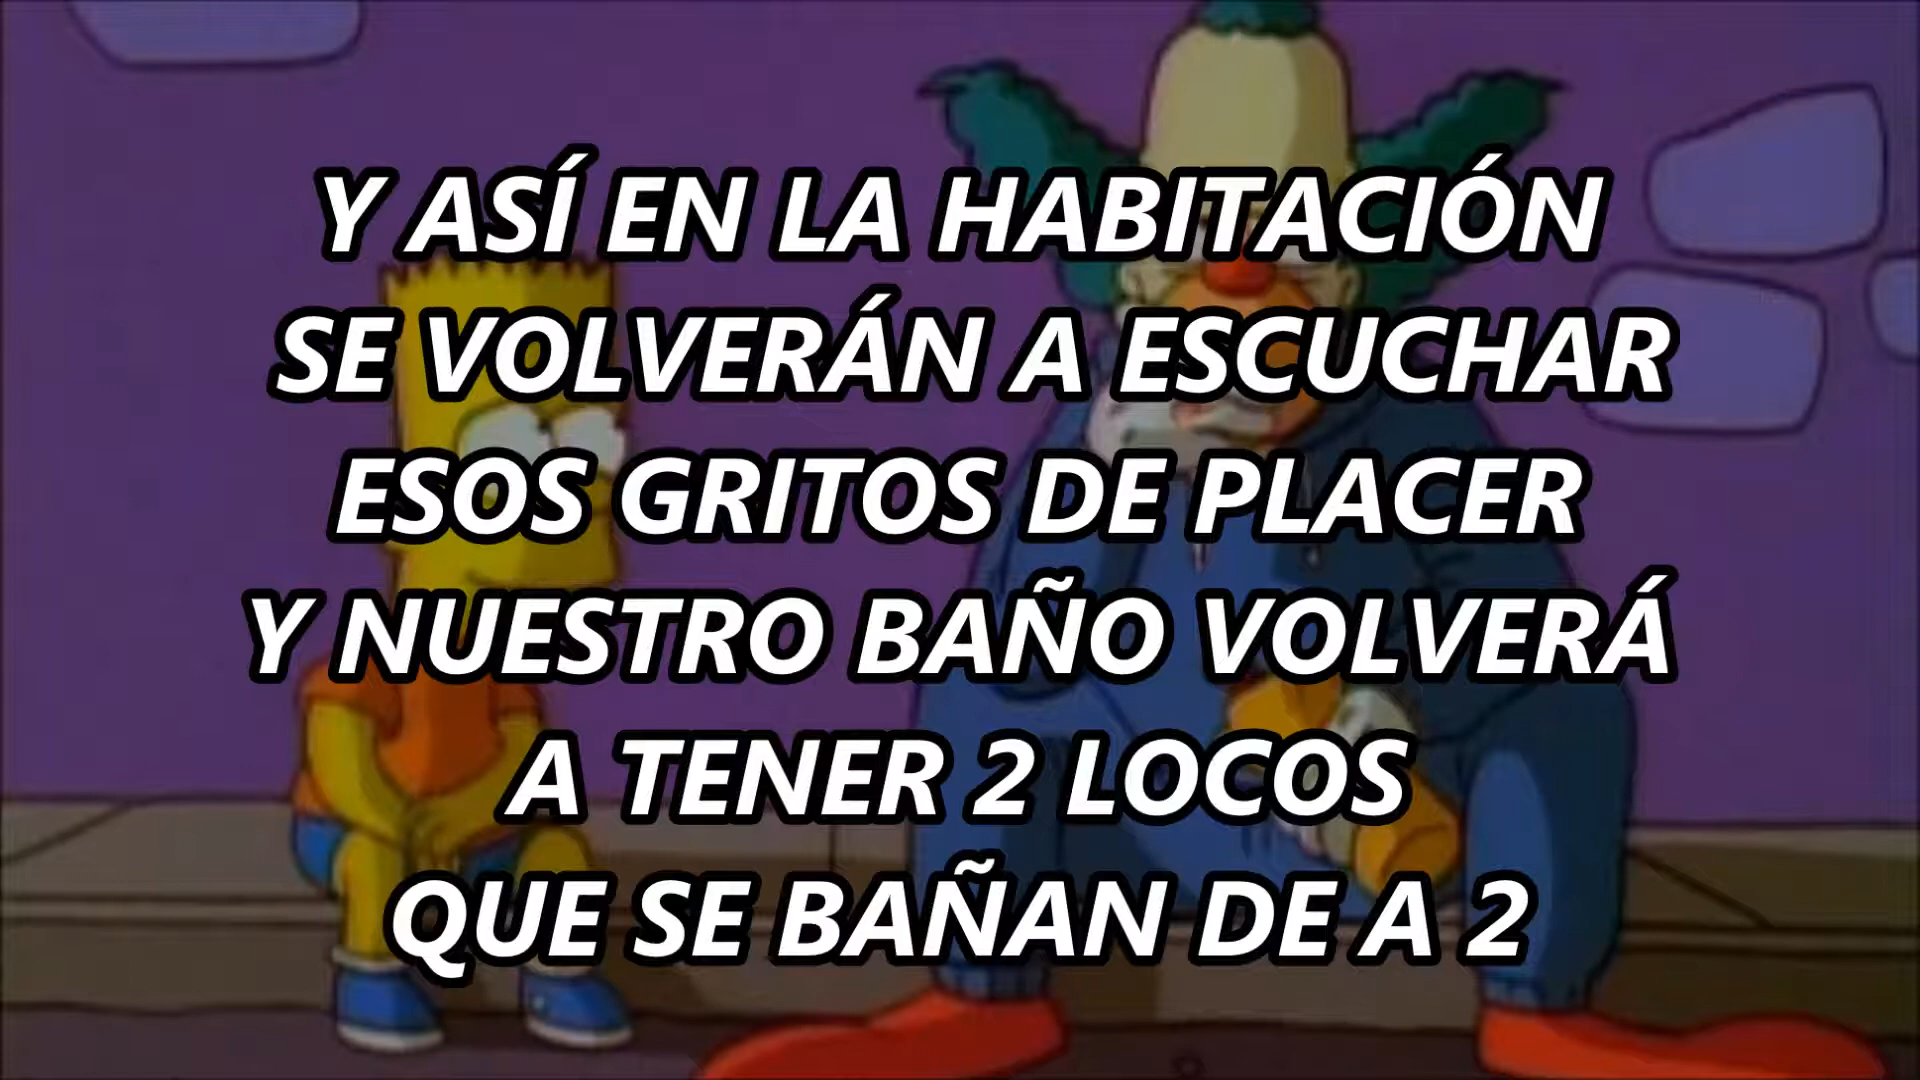 Y ASÍ EN LA HABITACIÓN
SE VOLVERÁN A ESCUCHAR
ESOS GRITOS DE PLACER
Y NUESTRO BAÑO VOLVERÁ
A TENER 2 LOCOS
QUE SE BAÑAN DE A 2